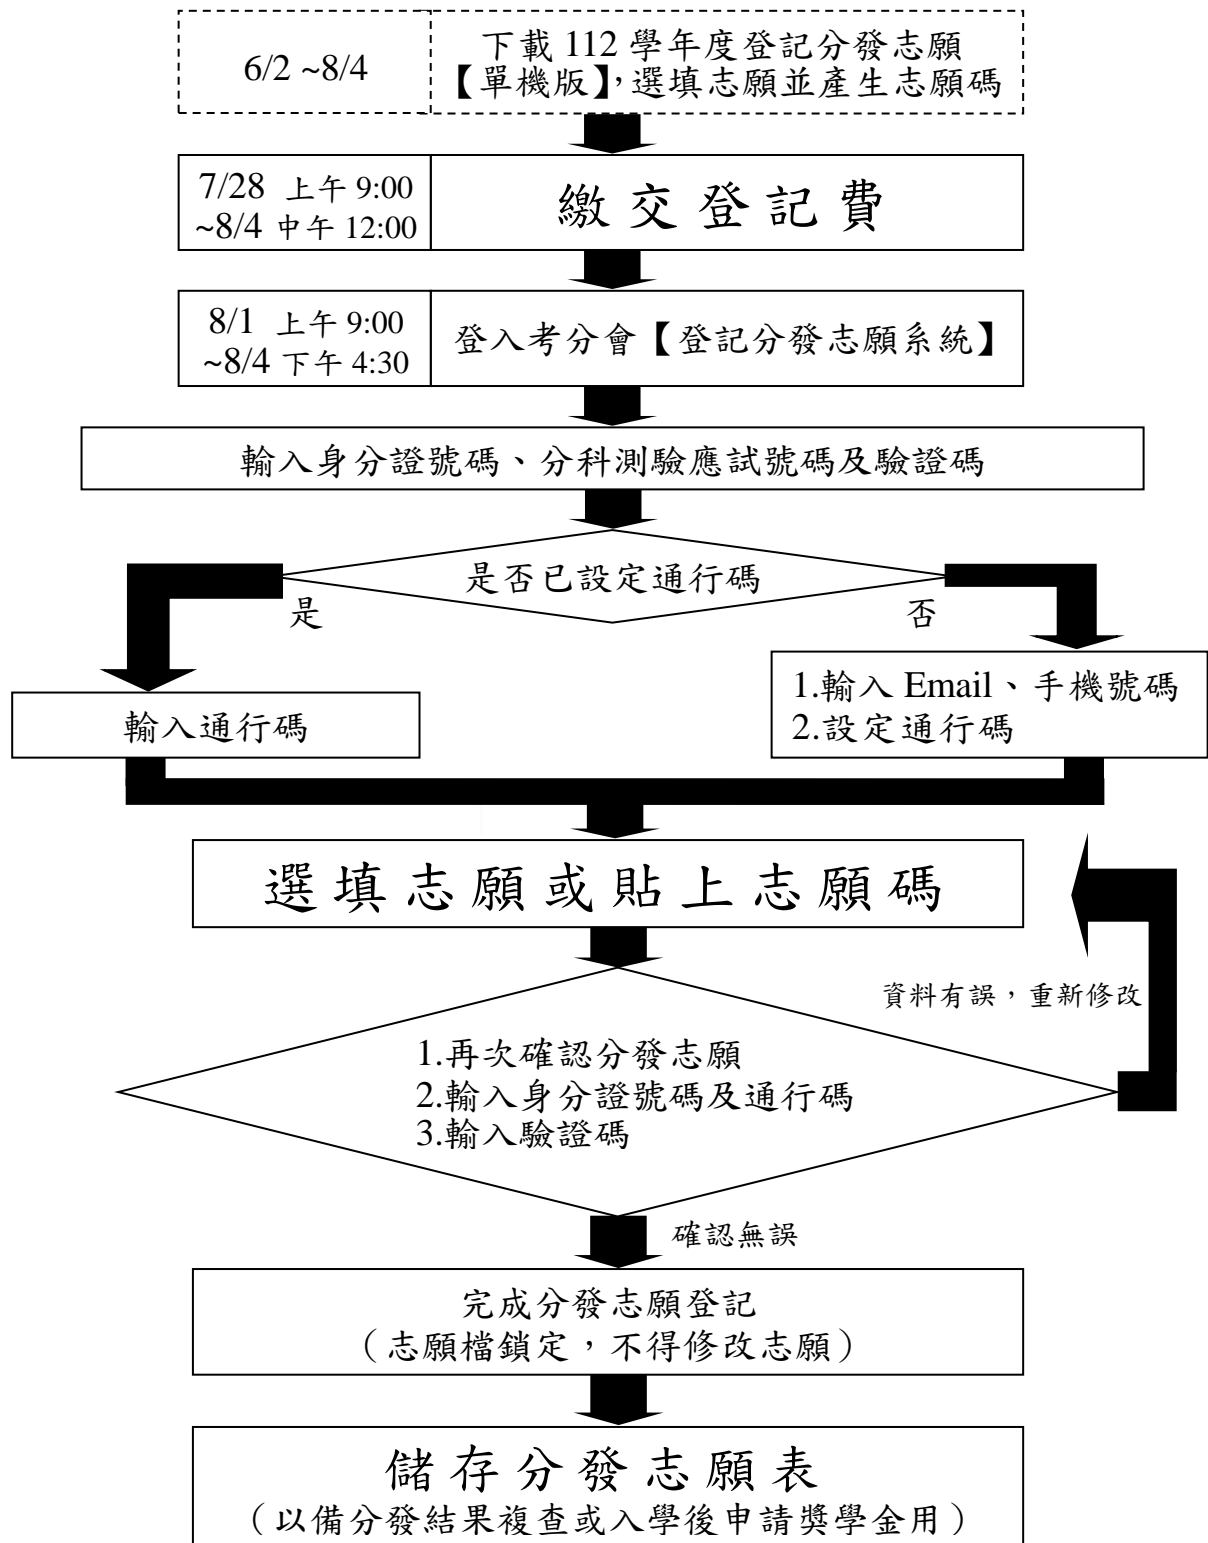 6/2 ~8/4
下載 112 學年度登記分發志願
【單機版】，選填志願並產生志願碼
7/28 上午 9:00
~8/4 中午 12:00
繳交登記費
8/1 上午 9:00
~8/4 下午 4:30
登入考分會【登記分發志願系統】
輸入身分證號碼、分科測驗應試號碼及驗證碼
是否已設定通行碼
是
否
輸入通行碼
1.輸入 Email、手機號碼
2.設定通行碼
選填志願或貼上志願碼
資料有誤，重新修改
1.再次確認分發志願
2.輸入身分證號碼及通行碼
3.輸入驗證碼
確認無誤
完成分發志願登記
（志願檔鎖定，不得修改志願）
儲存分發志願表
（以備分發結果複查或入學後申請獎學金用）